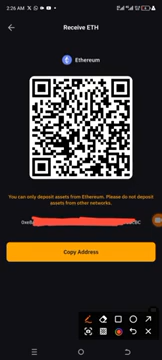 2:26 AM
Receive ETH
Ethereum
You can only deposit assets from Ethereum. Please do not deposit
assets from other networks.
Copy Address